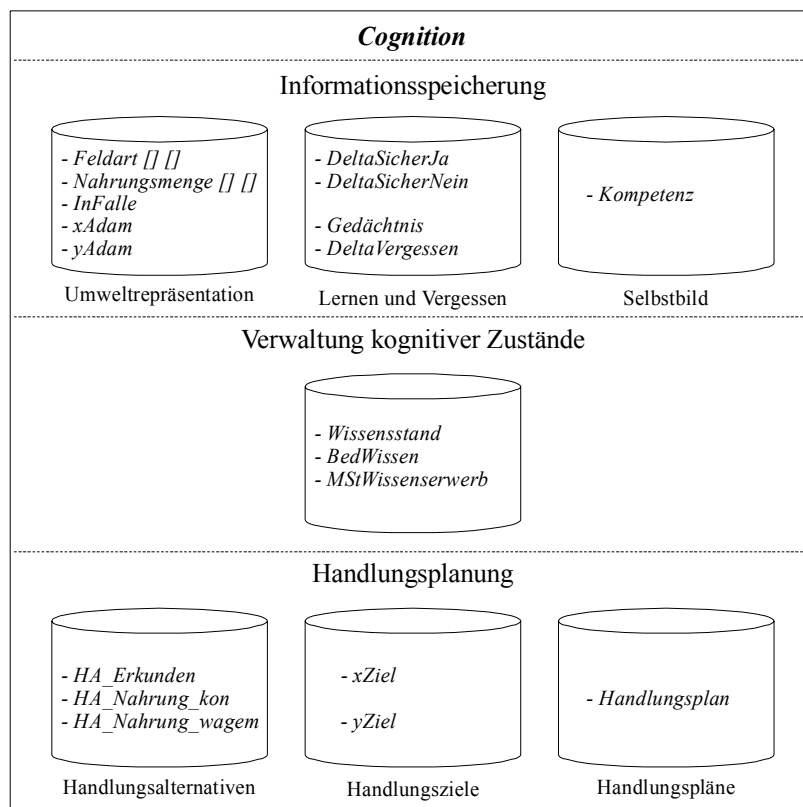 Cognition
Informationsspeicherung
- Feldart [] []
- Nahrungsmenge [] []
- InFalle
- xAdam
- yAdam
Umweltrepräsentation
- DeltaSicherJa
- DeltaSicherNein
- Gedächtnis
- DeltaVergessen
Lernen und Vergessen
- Kompetenz
Selbstbild
Verwaltung kognitiver Zustände
- Wissensstand
- BedWissen
- MStWissenserwerb
Handlungsplanung
- HA_Erkunden
- HA_Nahrung_kon
- HA_Nahrung_wagem
Handlungsalternativen
- xZiel
- yZiel
Handlungsziele
- Handlungsplan
Handlungspläne